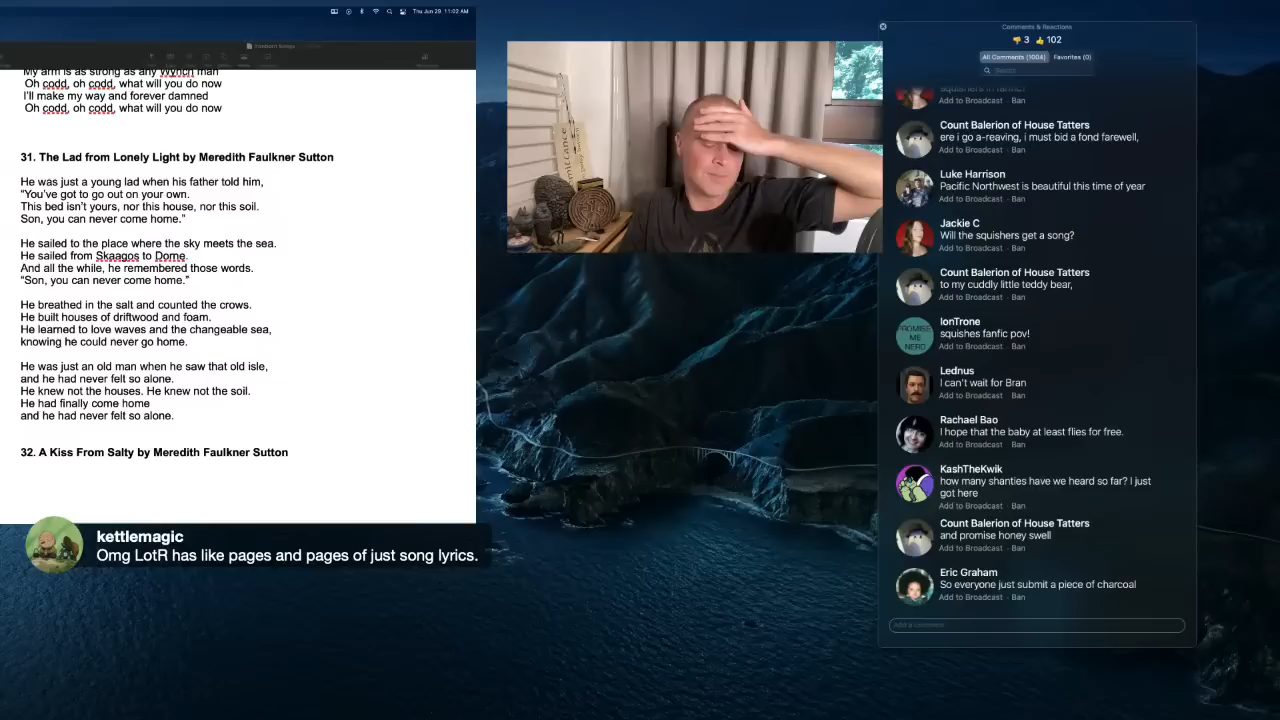 Thu Jun 29 11:02 AM
Ironborn Songs
My arm is as strong as any Wynch man
Oh codd, oh codd, what will you do now
I'll make my way and forever damned
Oh codd, oh codd, what will you do now
31. The Lad from Lonely Light by Meredith Faulkner Sutton
He was just a young lad when his father told him,
“You’ve got to go out on your own.
This bed isn’t yours, nor this house, nor this soil.
Son, you can never come home.”
He sailed to the place where the sky meets the sea.
He sailed from Skaagos to Dorne.
And all the while, he remembered those words.
“Son, you can never come home.”
He breathed in the salt and counted the crows.
He built houses of driftwood and foam.
He learned to love waves and the changeable sea,
knowing he could never go home.
He was just an old man when he saw that old isle,
and he had never felt so alone.
He knew not the houses. He knew not the soil.
He had finally come home
and he had never felt so alone.
32. A Kiss From Salty by Meredith Faulkner Sutton
kettlemagic
Omg LotR has like pages and pages of just song lyrics.
Comments & Reactions
👎 3 👍 102
All Comments (1004) Favorites (0)
Search
Add to Broadcast · Ban
Count Balerion of House Tatters
ere i go a-reaving, i must bid a fond farewell,
Add to Broadcast · Ban
Luke Harrison
Pacific Northwest is beautiful this time of year
Add to Broadcast · Ban
Jackie C
Will the squishers get a song?
Add to Broadcast · Ban
Count Balerion of House Tatters
to my cuddly little teddy bear,
Add to Broadcast · Ban
PROMISE
ME
NERD
IonTrone
squishes fanfic pov!
Add to Broadcast · Ban
Lednus
I can't wait for Bran
Add to Broadcast · Ban
Rachael Bao
I hope that the baby at least flies for free.
Add to Broadcast · Ban
KashTheKwik
how many shanties have we heard so far? I just
got here
Add to Broadcast · Ban
Count Balerion of House Tatters
and promise honey swell
Add to Broadcast · Ban
Eric Graham
So everyone just submit a piece of charcoal
Add to Broadcast · Ban
Add a comment